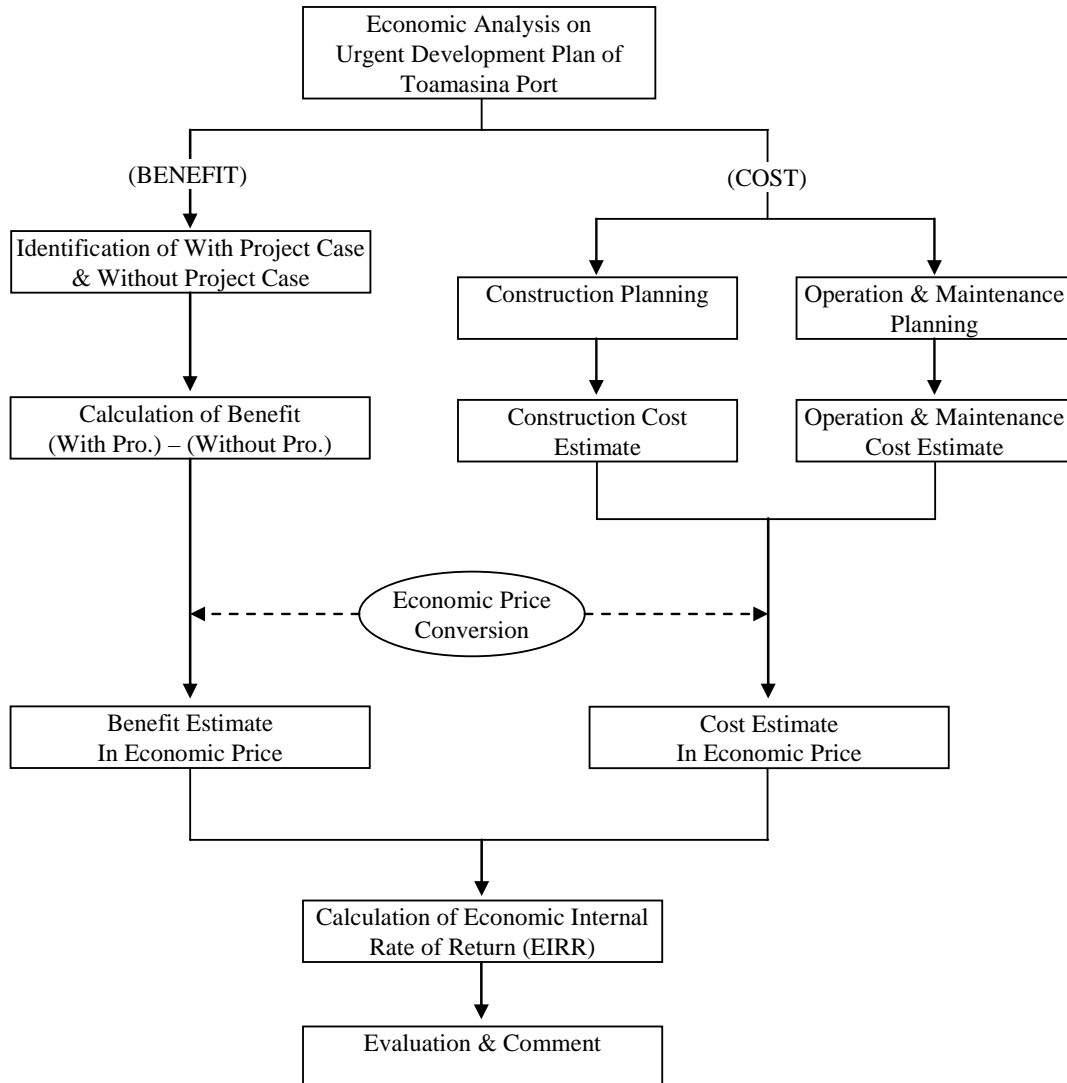 Economic Analysis on
Urgent Development Plan of
Toamasina Port
(BENEFIT)
(COST)
Identification of With Project Case
& Without Project Case
Construction Planning
Operation & Maintenance
Planning
Calculation of Benefit
(With Pro.) – (Without Pro.)
Construction Cost
Estimate
Operation & Maintenance
Cost Estimate
Economic Price
Conversion
Benefit Estimate
In Economic Price
Cost Estimate
In Economic Price
Calculation of Economic Internal
Rate of Return (EIRR)
Evaluation & Comment